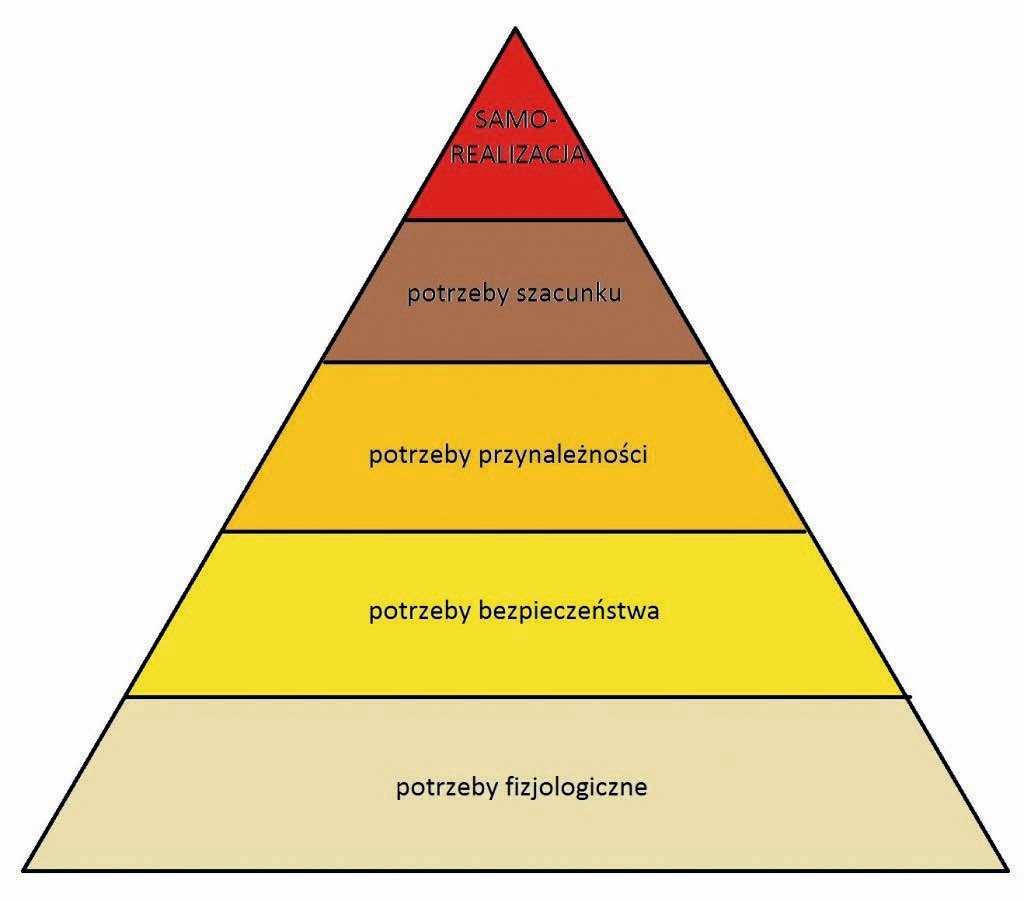 SAMO-
REALIZACJA
potrzeby szacunku
potrzeby przynależności
potrzeby bezpieczeństwa
potrzeby fizjologiczne